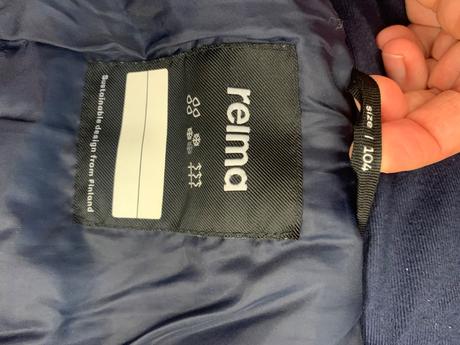 reima
Sustainable design from Finland
size / 104